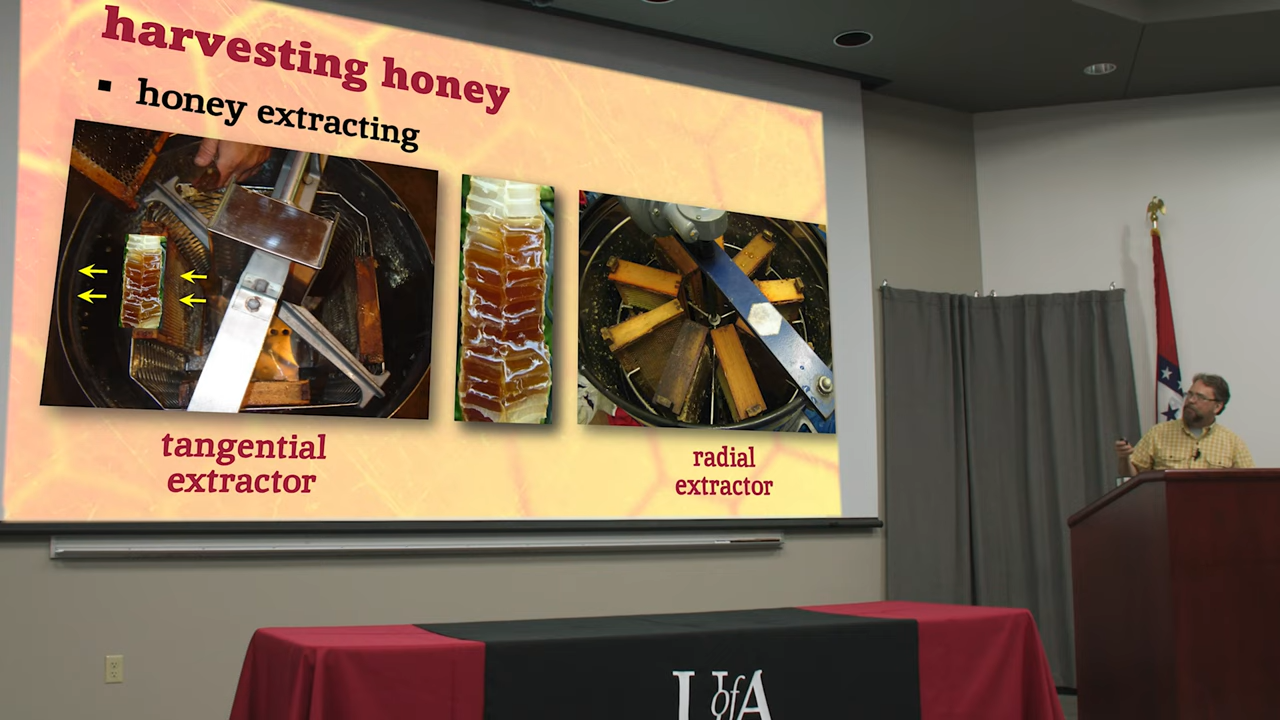 harvesting honey
▪ honey extracting
tangential
extractor
radial
extractor
UofA